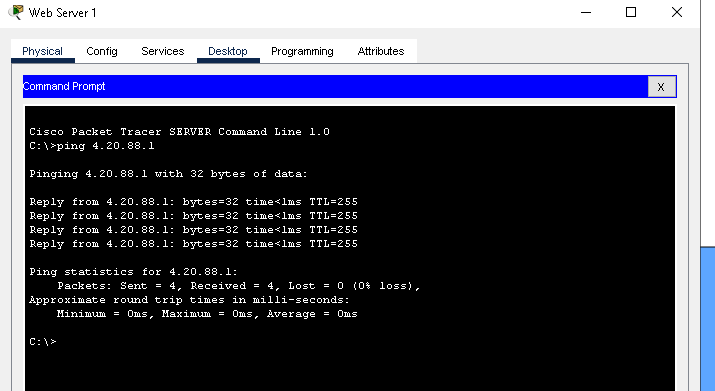 Web Server 1
Physical Config Services Desktop Programming Attributes
Command Prompt X
Cisco Packet Tracer SERVER Command Line 1.0
C:\>ping 4.20.88.1
Pinging 4.20.88.1 with 32 bytes of data:
Reply from 4.20.88.1: bytes=32 time<1ms TTL=255
Reply from 4.20.88.1: bytes=32 time<1ms TTL=255
Reply from 4.20.88.1: bytes=32 time<1ms TTL=255
Reply from 4.20.88.1: bytes=32 time<1ms TTL=255
Ping statistics for 4.20.88.1:
Packets: Sent = 4, Received = 4, Lost = 0 (0% loss),
Approximate round trip times in milli-seconds:
Minimum = 0ms, Maximum = 0ms, Average = 0ms
C:\>